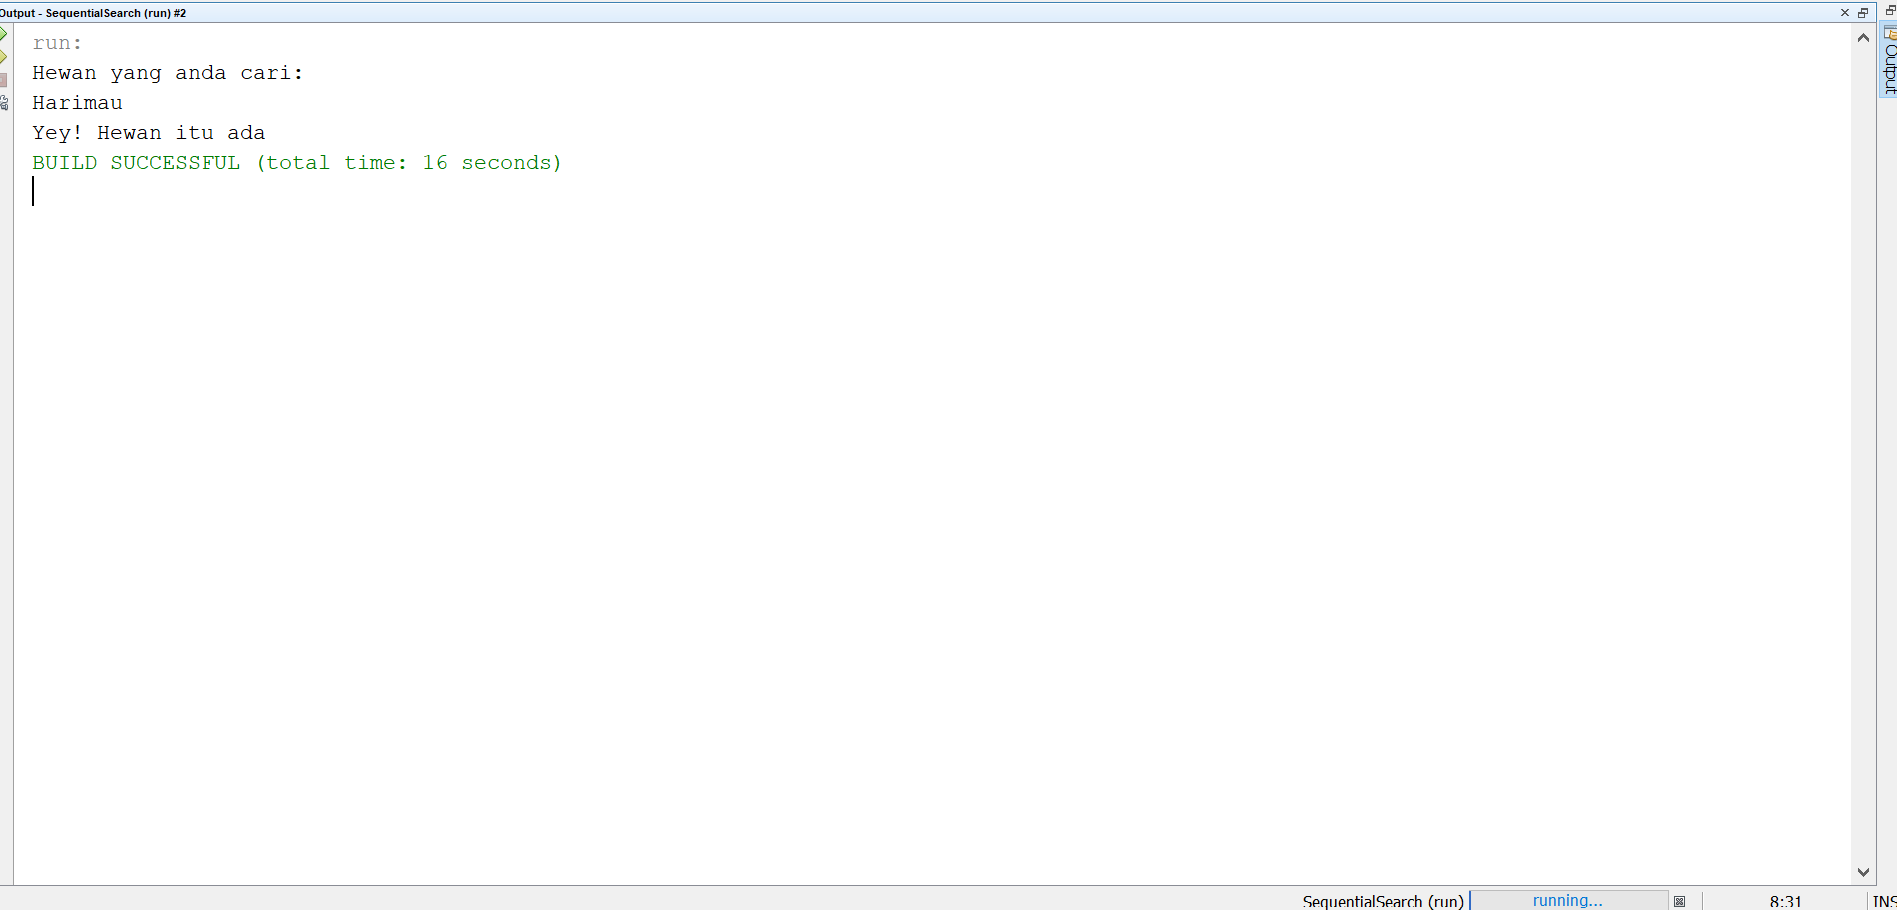 Output - SequentialSearch (run) #2
Output
run:
Hewan yang anda cari:
Harimau
Yey! Hewan itu ada
BUILD SUCCESSFUL (total time: 16 seconds)
SequentialSearch (run) running... 8:31 INS